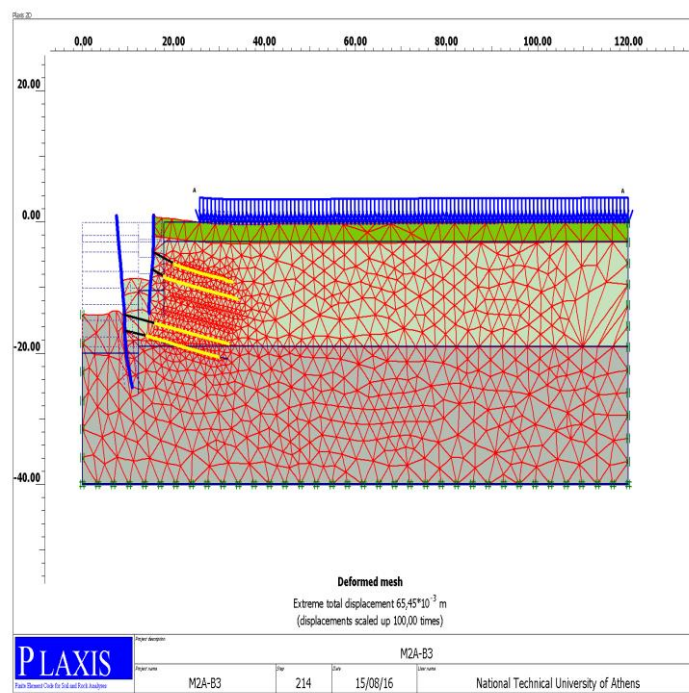 Plaxis 2D
0.00 20.00 40.00 60.00 80.00 100.00 120.00
20.00
0.00
-20.00
-40.00
A A
Deformed mesh
Extreme total displacement 65,45*10-3 m
(displacements scaled up 100,00 times)
PLAXIS
Finite Element Code for Soil and Rock Analyses
Project description
M2A-B3
Project name
M2A-B3
Step
214
Date
15/08/16
User name
National Technical University of Athens